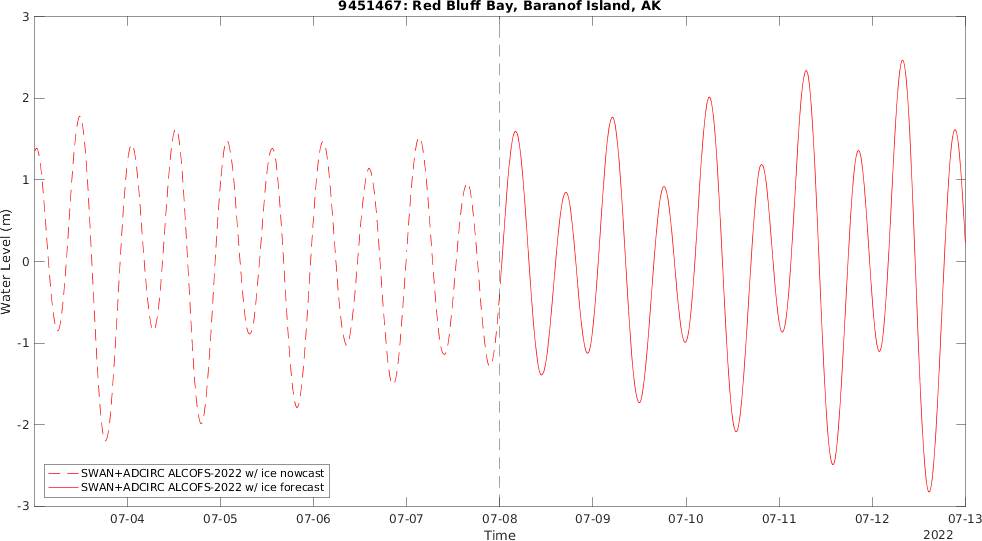 9451467: Red Bluff Bay, Baranof Island, AK
3
2
1
0
-1
-2
-3
Water Level (m)
SWAN+ADCIRC ALCOFS-2022 w/ ice nowcast
SWAN+ADCIRC ALCOFS-2022 w/ ice forecast
07-04 07-05 07-06 07-07 07-08 07-09 07-10 07-11 07-12 07-13
Time
2022